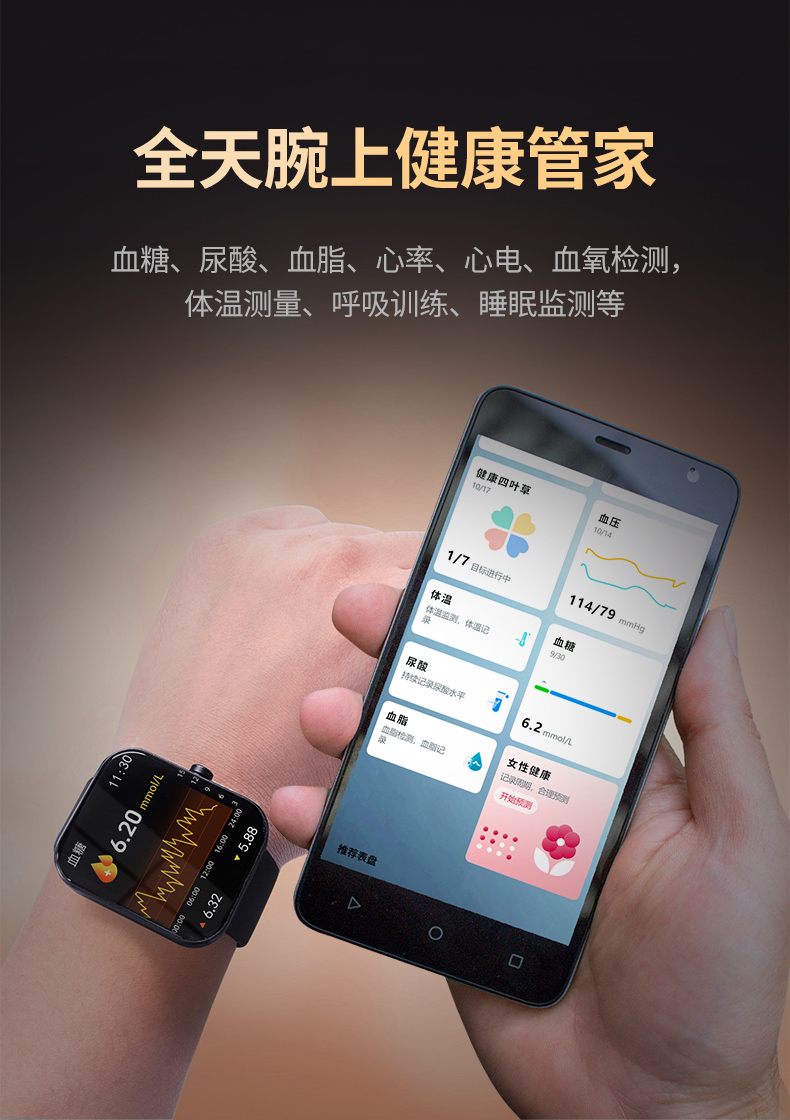 全天腕上健康管家
血糖、尿酸、血脂、心率、心电、血氧检测，
体温测量、呼吸训练、睡眠监测等
健康四叶草
10/17
1/7 目标进行中
血压
10/14
114/79 mmHg
体温
体温监测，体温记
录
血糖
9/30
6.2 mmol/L
尿酸
持续记录尿酸水平
血脂
血脂检测，血脂记
录
女性健康
记录周期，合理预测
开始预测
推荐表盘
11:30
血糖
6.20 mmol/L
15
12
9
6
3
00:00
06:00
12:00
16:00
24:00
▲ 6.32
▼ 5.88